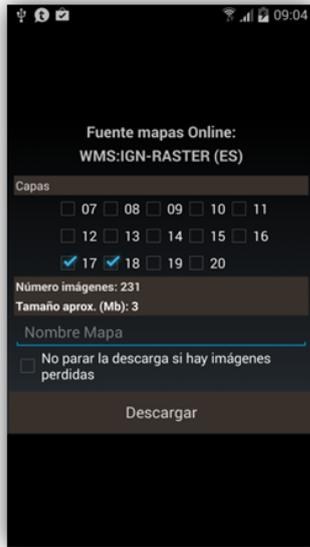 09:04
Fuente mapas Online:
WMS:IGN-RASTER (ES)
Capas
07 08 09 10 11
12 13 14 15 16
17 18 19 20
Número imágenes: 231
Tamaño aprox. (Mb): 3
Nombre Mapa
No parar la descarga si hay imágenes
perdidas
Descargar